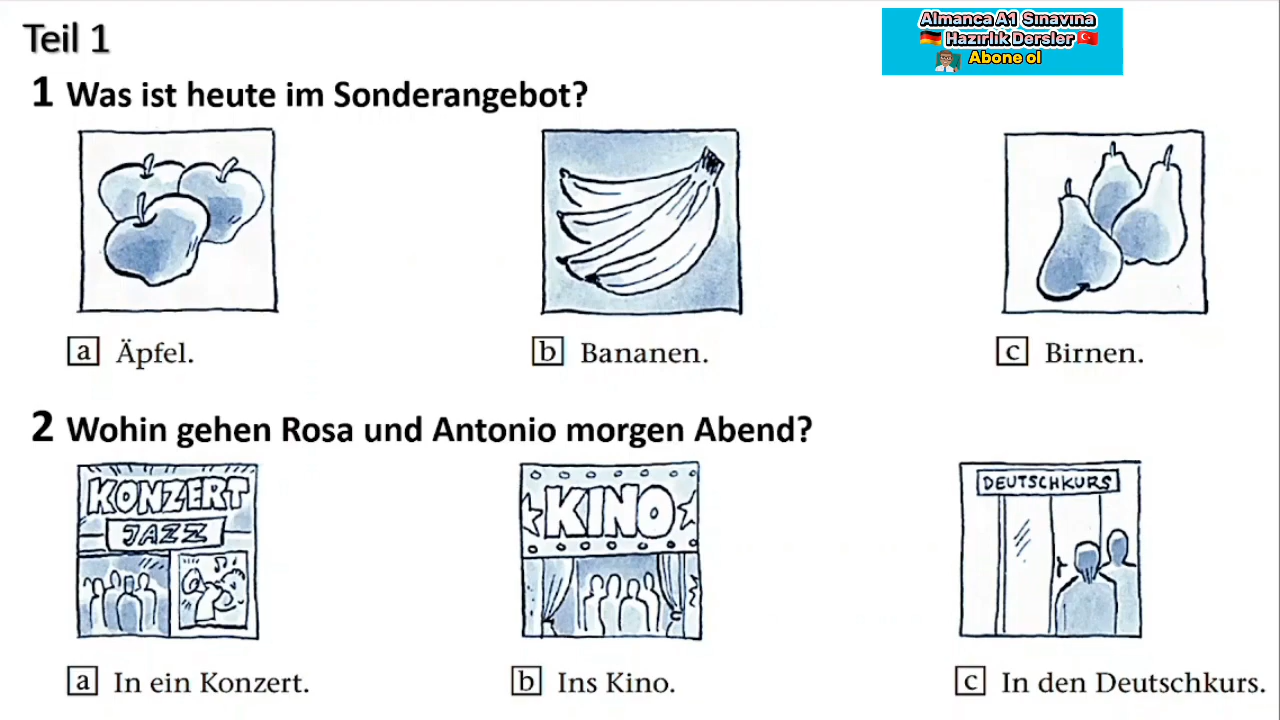 Teil 1
Almanca A1 Sınavına
Hazırlık Dersler
Abone ol
1 Was ist heute im Sonderangebot?
a Äpfel.
b Bananen.
c Birnen.
2 Wohin gehen Rosa und Antonio morgen Abend?
KONZERT
JAZZ
KINO
DEUTSCHKURS
a In ein Konzert.
b Ins Kino.
c In den Deutschkurs.